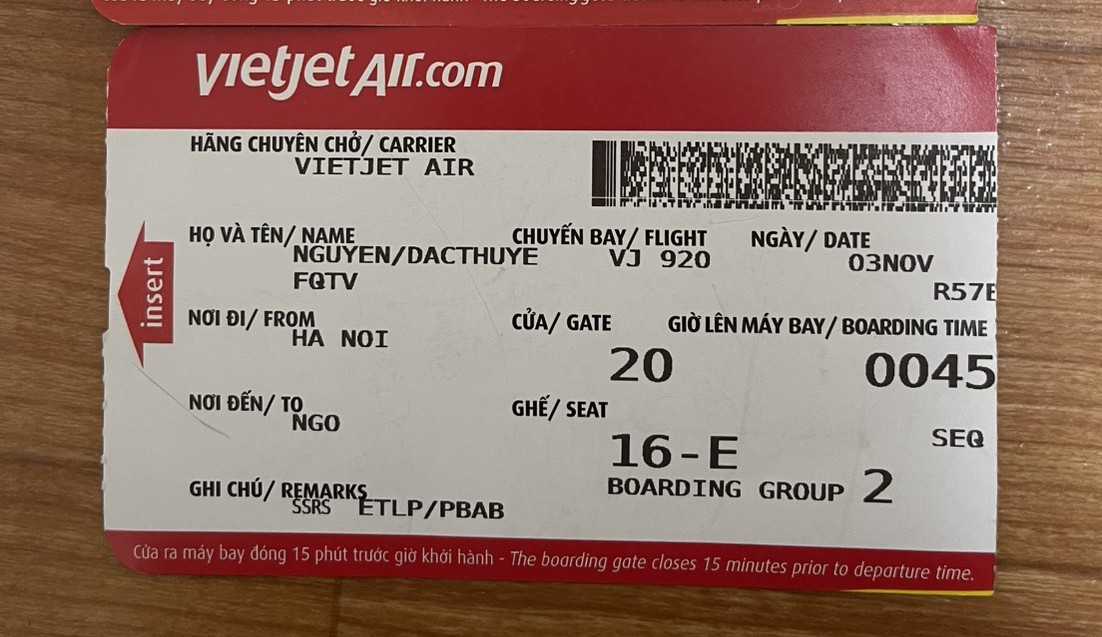 vietjetAir.com
HÃNG CHUYÊN CHỞ/ CARRIER
VIETJET AIR
HỌ VÀ TÊN/ NAME
NGUYEN/DACTHUYE
FQTV
CHUYẾN BAY/ FLIGHT
VJ 920
NGÀY/ DATE
03NOV
R57E
NƠI ĐI/ FROM
HA NOI
CỬA/ GATE
20
GIỜ LÊN MÁY BAY/ BOARDING TIME
0045
insert
NƠI ĐẾN/ TO
NGO
GHẾ/ SEAT
16-E
SEQ
BOARDING GROUP 2
GHI CHÚ/ REMARKS
SSRS ETLP/PBAB
Cửa ra máy bay đóng 15 phút trước giờ khởi hành - The boarding gate closes 15 minutes prior to departure time.